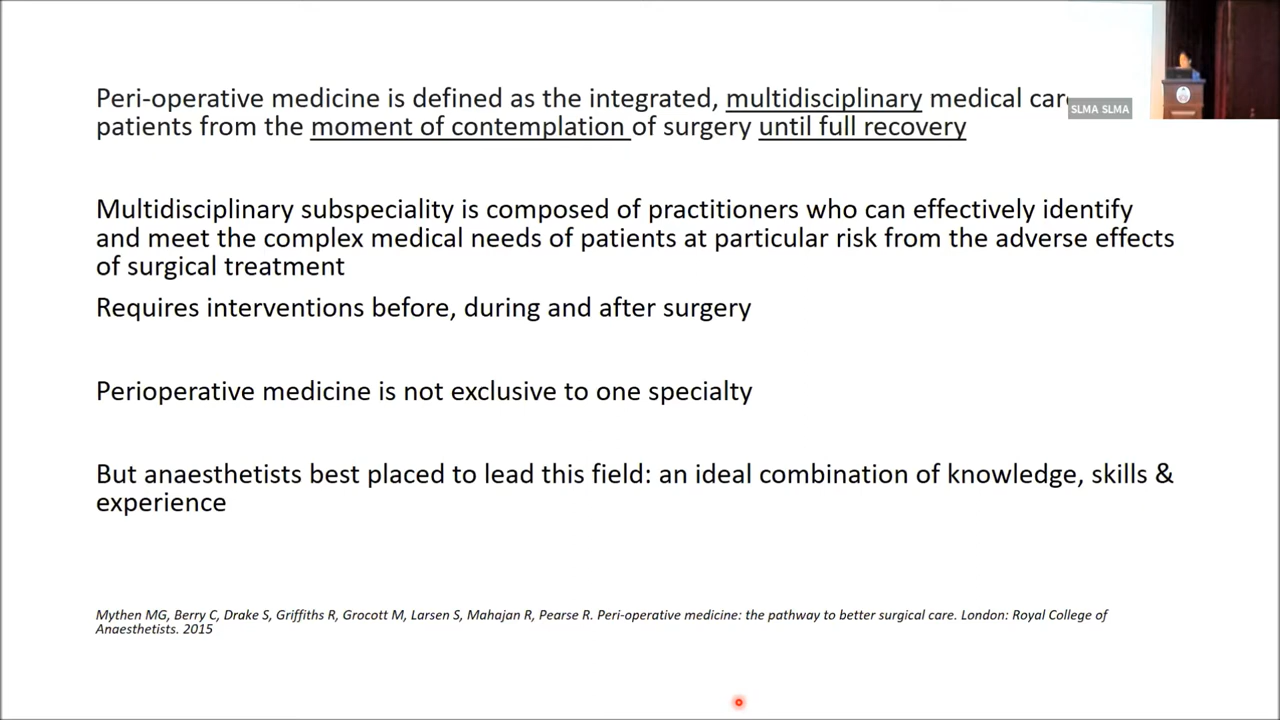 Peri-operative medicine is defined as the integrated, multidisciplinary medical car
SLMA SLMA
patients from the moment of contemplation of surgery until full recovery
Multidisciplinary subspeciality is composed of practitioners who can effectively identify
and meet the complex medical needs of patients at particular risk from the adverse effects
of surgical treatment
Requires interventions before, during and after surgery
Perioperative medicine is not exclusive to one specialty
But anaesthetists best placed to lead this field: an ideal combination of knowledge, skills &
experience
Mythen MG, Berry C, Drake S, Griffiths R, Grocott M, Larsen S, Mahajan R, Pearse R. Peri-operative medicine: the pathway to better surgical care. London: Royal College of
Anaesthetists. 2015